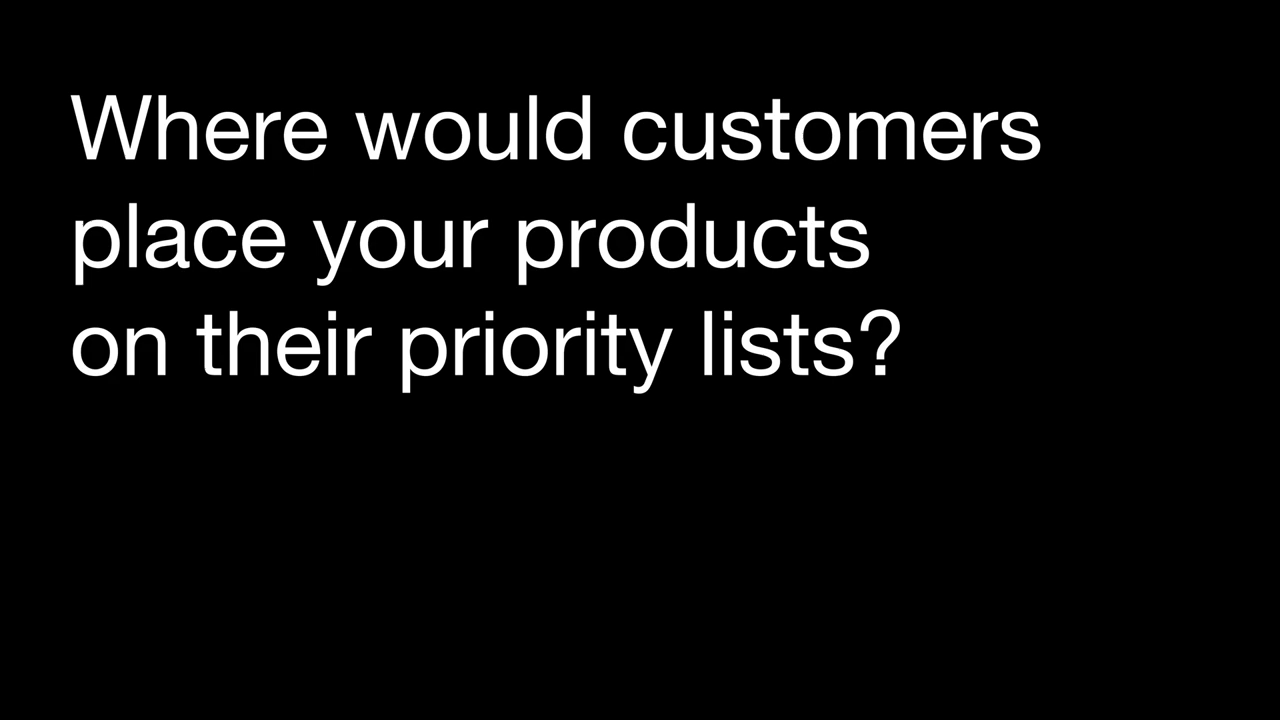 Where would customers
place your products
on their priority lists?